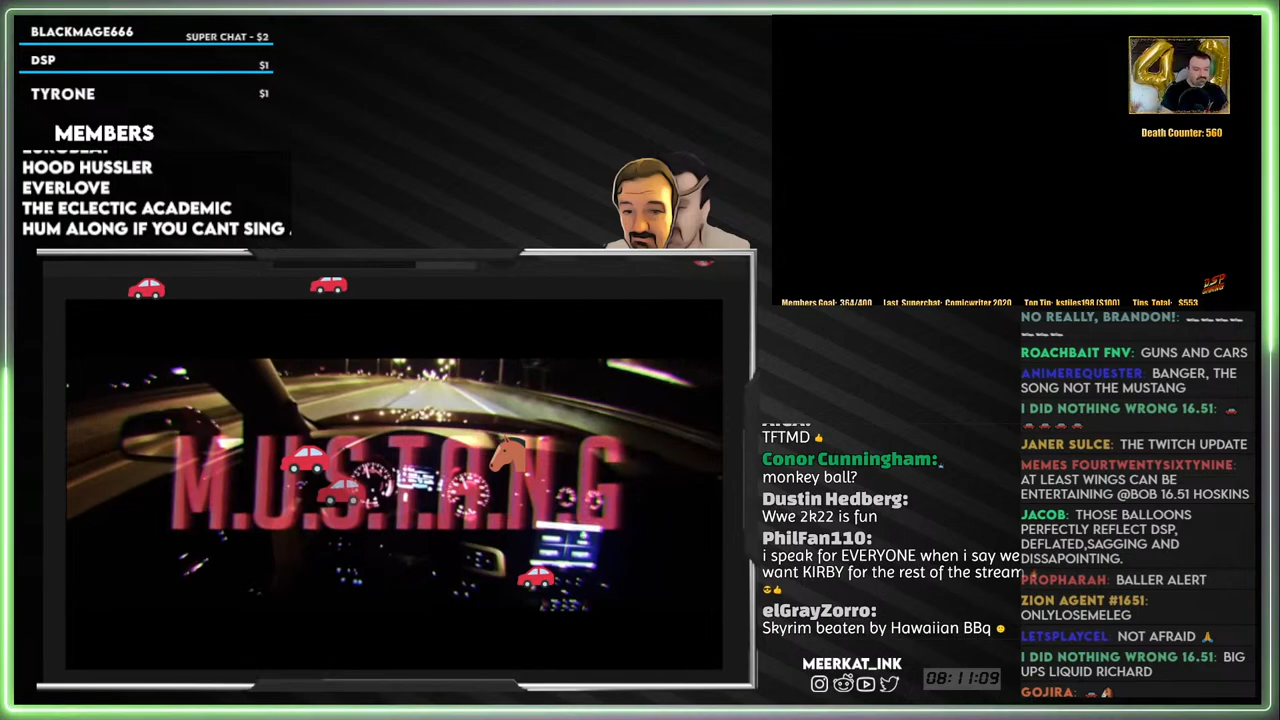 BLACKMAGE666
SUPER CHAT - $2
DSP
$1
TYRONE
$1
MEMBERS
HOOD HUSSLER
EVERLOVE
THE ECLECTIC ACADEMIC
HUM ALONG IF YOU CANT SING
M.U.S.T.A.N.G
Death Counter: 560
DSP
Members Goal: 364/400
Last Superchat: Comicwriter 2020
Top Tip: kstiles198 ($100)
Tips Total: $553
TFTMD 👍
Conor Cunningham:
monkey ball?
Dustin Hedberg:
Wwe 2k22 is fun
PhilFan110:
i speak for EVERYONE when i say we
want KIRBY for the rest of the stream
😎👍
elGrayZorro:
Skyrim beaten by Hawaiian BBq
MEERKAT_INK
08:11:09
NO REALLY, BRANDON!:
ROACHBAIT FNV: GUNS AND CARS
ANIMEREQUESTER: BANGER, THE
SONG NOT THE MUSTANG
I DID NOTHING WRONG 16.51: 🚗
🚗 🚗 🚗 🚗
JANER SULCE: THE TWITCH UPDATE
MEMES FOURTWENTYSIXTYNINE:
AT LEAST WINGS CAN BE
ENTERTAINING @BOB 16.51 HOSKINS
JACOB: THOSE BALLOONS
PERFECTLY REFLECT DSP,
DEFLATED,SAGGING AND
DISSAPOINTING.
PROPHARAH: BALLER ALERT
ZION AGENT #1651:
ONLYLOSEMELEG
LETSPLAYCEL: NOT AFRAID 🙏
I DID NOTHING WRONG 16.51: BIG
UPS LIQUID RICHARD
GOJIRA: 🚗 🐴